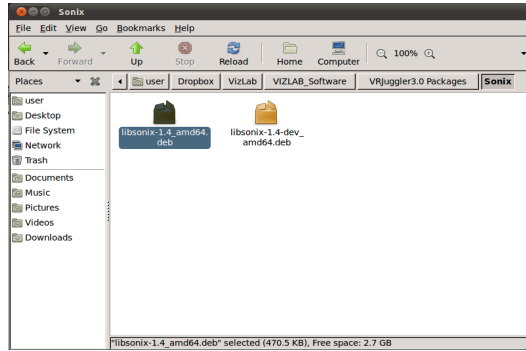 Sonix
File Edit View Go Bookmarks Help
Back Forward Up Stop Reload Home Computer 100%
Places user Dropbox VizLab VIZLAB_Software VRJuggler3.0 Packages Sonix
user
Desktop
File System
Network
Trash
Documents
Music
Pictures
Videos
Downloads
libsonix-1.4_amd64.
deb
libsonix-1.4-dev_
amd64.deb
"libsonix-1.4_amd64.deb" selected (470.5 KB), Free space: 2.7 GB